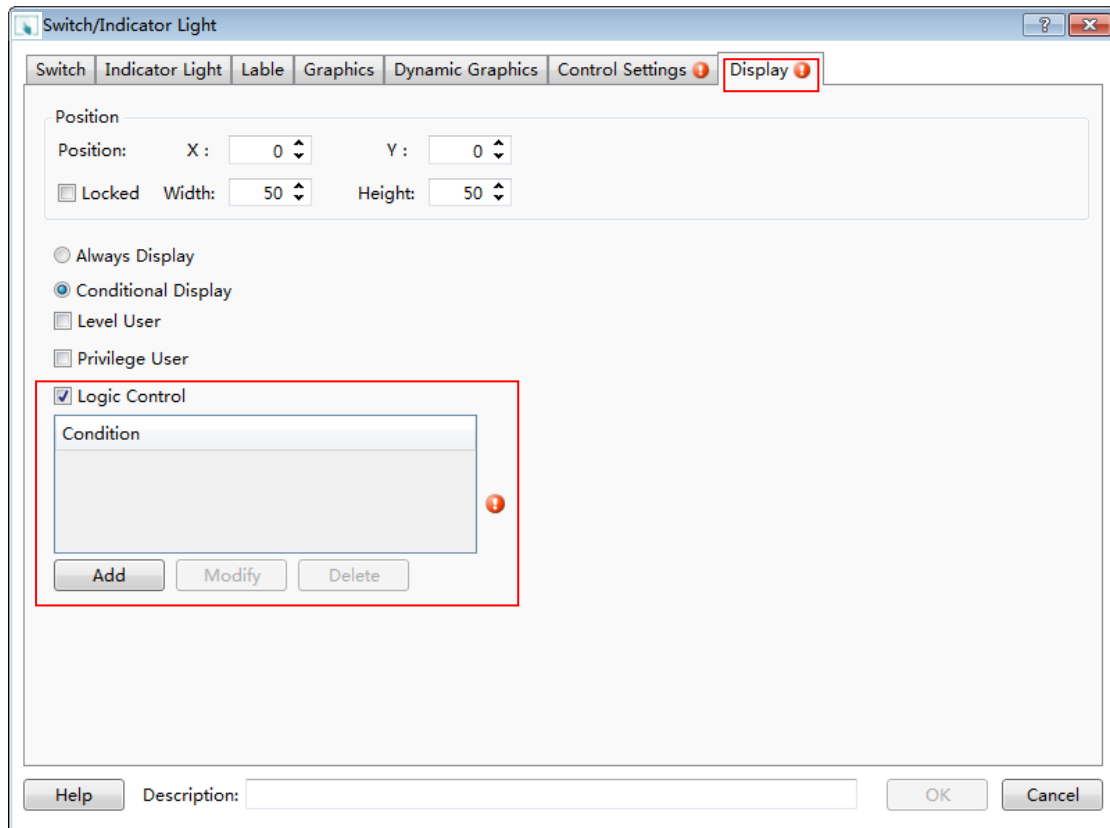 Switch/Indicator Light
Switch Indicator Light Lable Graphics Dynamic Graphics Control Settings Display
Position
Position: X : 0 Y : 0
Locked Width: 50 Height: 50
Always Display
Conditional Display
Level User
Privilege User
Logic Control
Condition
Add Modify Delete
Help Description: OK Cancel